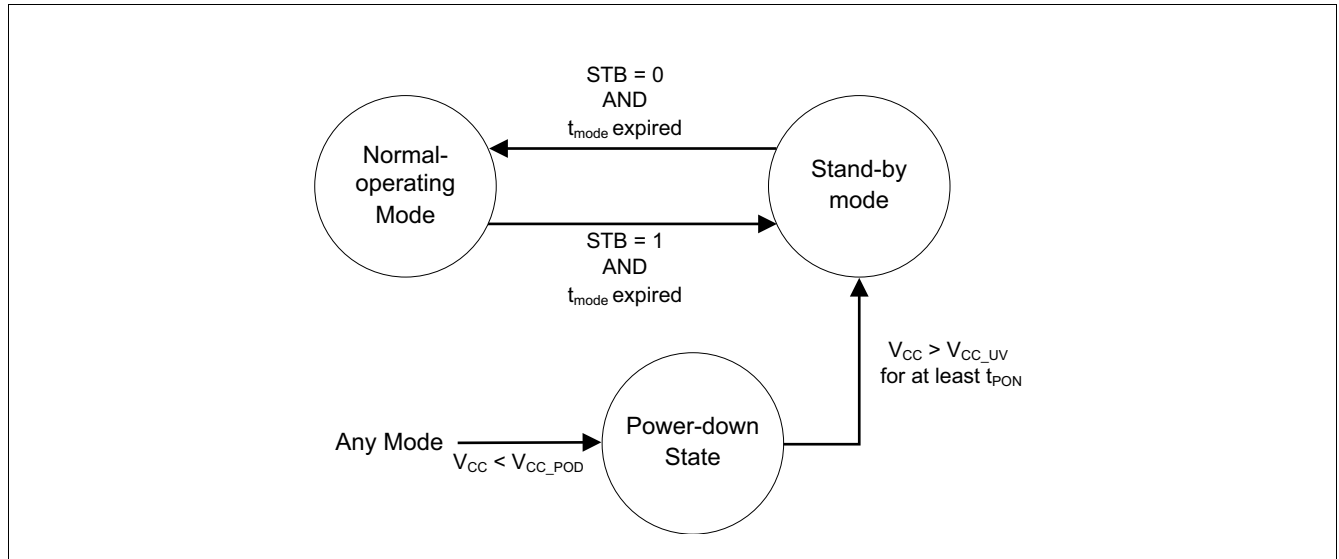 STB = 0
AND
tmode expired
Normal-
operating
Mode
Stand-by
mode
STB = 1
AND
tmode expired
VCC > VCC_UV
for at least tPON
Power-down
State
Any Mode
VCC < VCC_POD